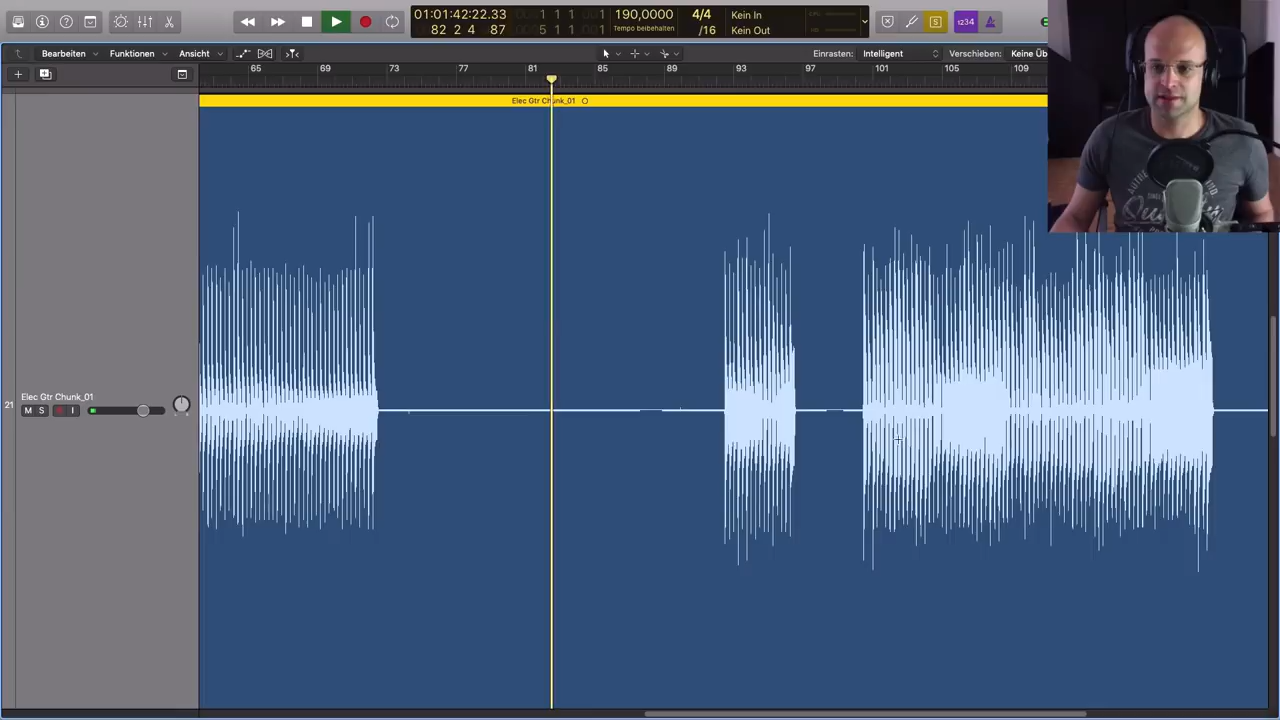 01:01:42:22.33
82 2 4 87
1 1 1 1
5 1 1 1
190,0000
Tempo beibehalten
4/4
/16
Kein In
Kein Out
1234
Bearbeiten
Funktionen
Ansicht
Einrasten:
Intelligent
Verschieben:
Keine Üb
65 69 73 77 81 85 89 93 97 101 105 109
Elec Gtr Chunk_01
21
Elec Gtr Chunk_01
M S I